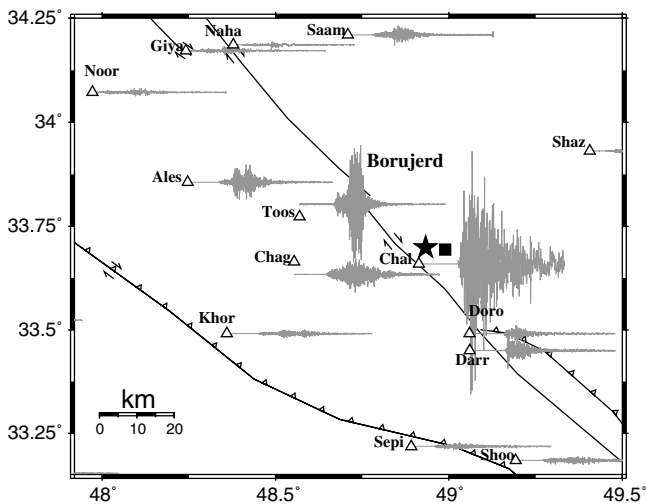 34.25°
34°
33.75°
33.5°
33.25°
Giya
Naha
Saam
Noor
Shaz
Borujerd
Ales
Toos
Chag
Chal
Khor
Doro
Darr
km
0 10 20
Sepi
Shoo
48° 48.5° 49° 49.5°